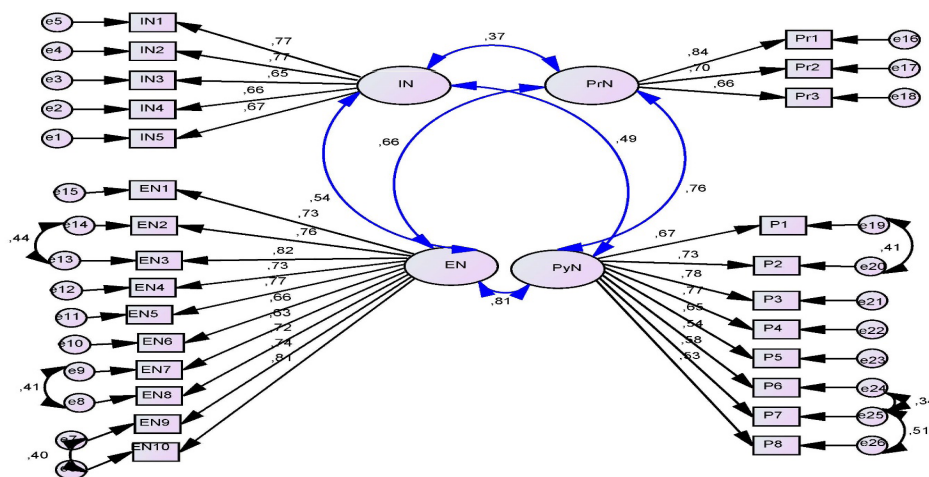 e5 IN1 ,77
e4 IN2 ,77
e3 IN3 ,65
e2 IN4 ,66
e1 IN5 ,67
IN ,37 PrN
,84 Pr1 e16
,70 Pr2 e17
,66 Pr3 e18
,66 ,49
,54 ,76
e15 EN1 ,73
e14 EN2 ,76
,44
e13 EN3 ,82
e12 EN4 ,73
e11 EN5 ,77
e10 EN6 ,66
e9 EN7 ,63
,41
e8 EN8 ,72
e7 EN9 ,74
,40
EN10 ,81
EN ,81 PyN
,67 P1 e19
,41
,73 P2 e20
,78 P3 e21
,77 P4 e22
,65 P5 e23
,54 P6 e24
,34
,58 P7 e25
,51
,53 P8 e26